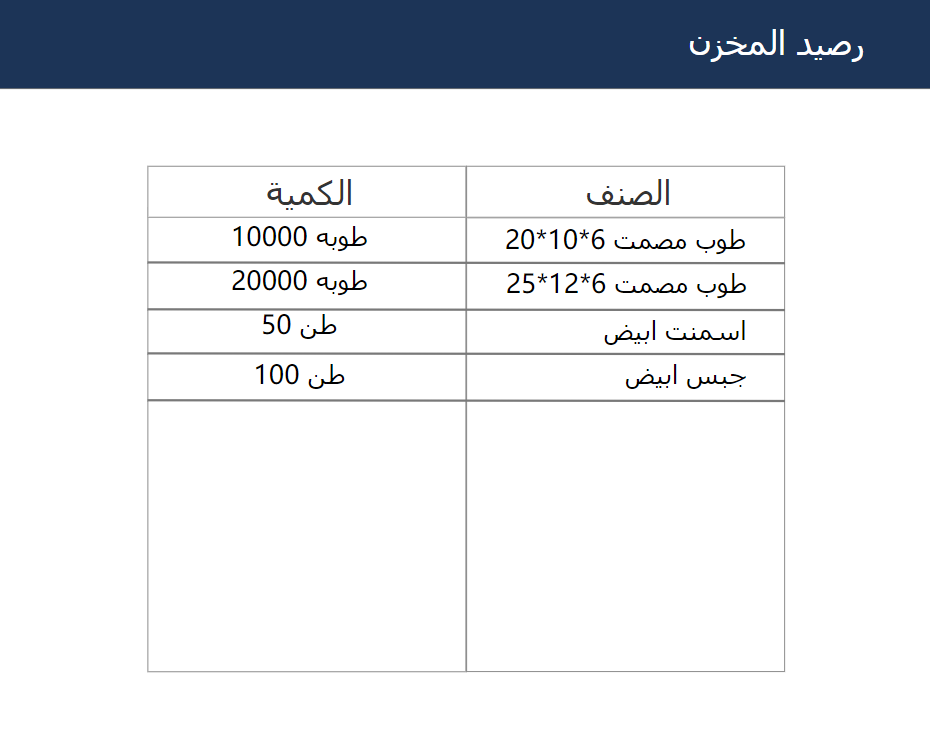 رصيد المخزن
الصنف الكمية
طوب مصمت 6*10*20 طوبه 10000
طوب مصمت 6*12*25 طوبه 20000
اسمنت ابيض طن 50
جبس ابيض طن 100